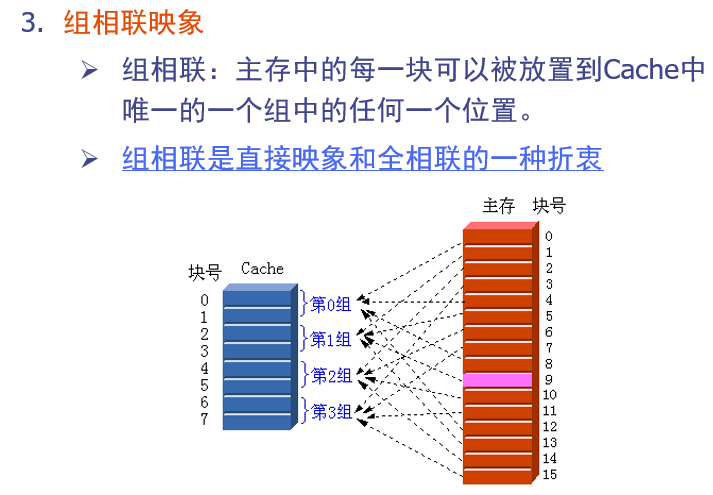 3. 组相联映象
➢ 组相联：主存中的每一块可以被放置到Cache中
唯一的一个组中的任何一个位置。
➢ 组相联是直接映象和全相联的一种折衷
主存 块号
块号 Cache
0
1
2
3
4
5
6
7
第0组
第1组
第2组
第3组
0
1
2
3
4
5
6
7
8
9
10
11
12
13
14
15